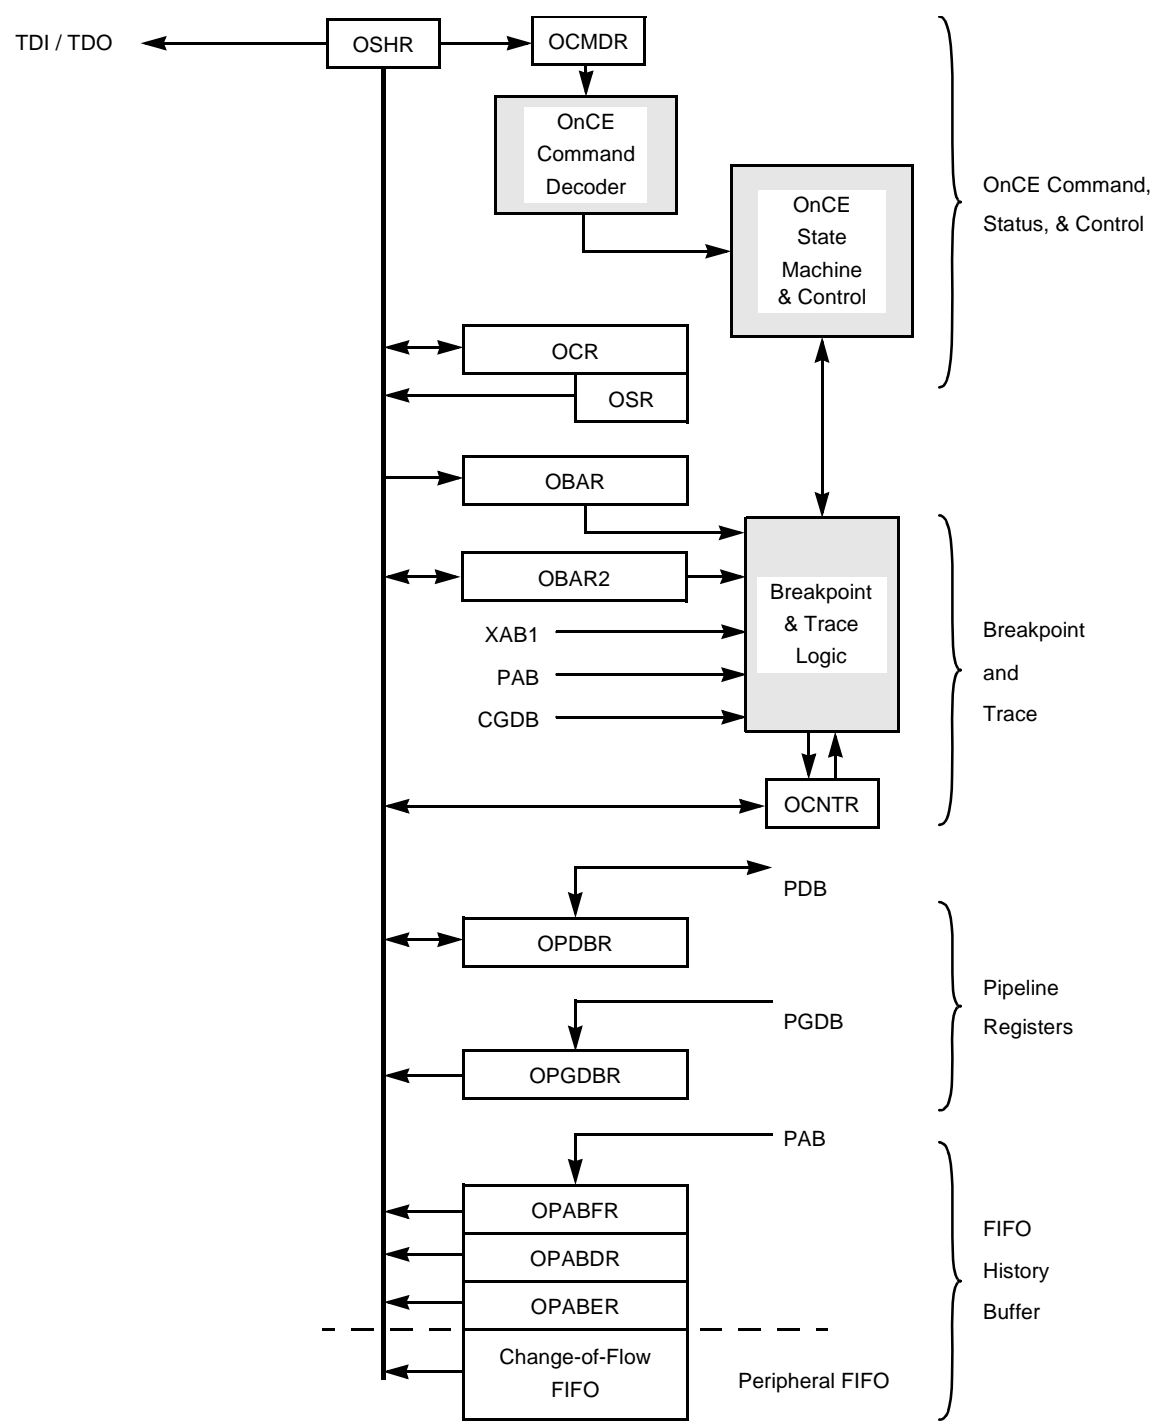 TDI / TDO
OSHR
OCMDR
OnCE
Command
Decoder
OnCE
State
Machine
& Control
OnCE Command,
Status, & Control
OCR
OSR
OBAR
OBAR2
XAB1
PAB
CGDB
Breakpoint
& Trace
Logic
Breakpoint
and
Trace
OCNTR
PDB
OPDBR
PGDB
OPGDBR
Pipeline
Registers
PAB
OPABFR
OPABDR
OPABER
Change-of-Flow
FIFO
Peripheral FIFO
FIFO
History
Buffer